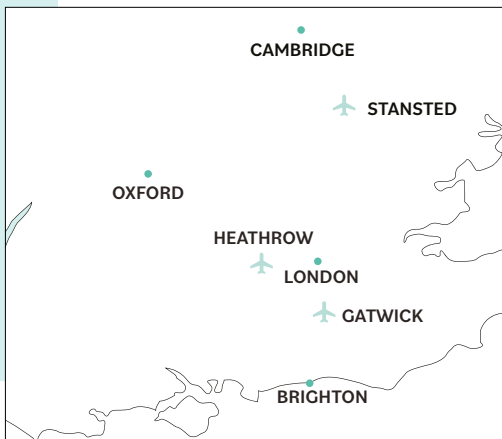 CAMBRIDGE
STANSTED
OXFORD
HEATHROW
LONDON
GATWICK
BRIGHTON